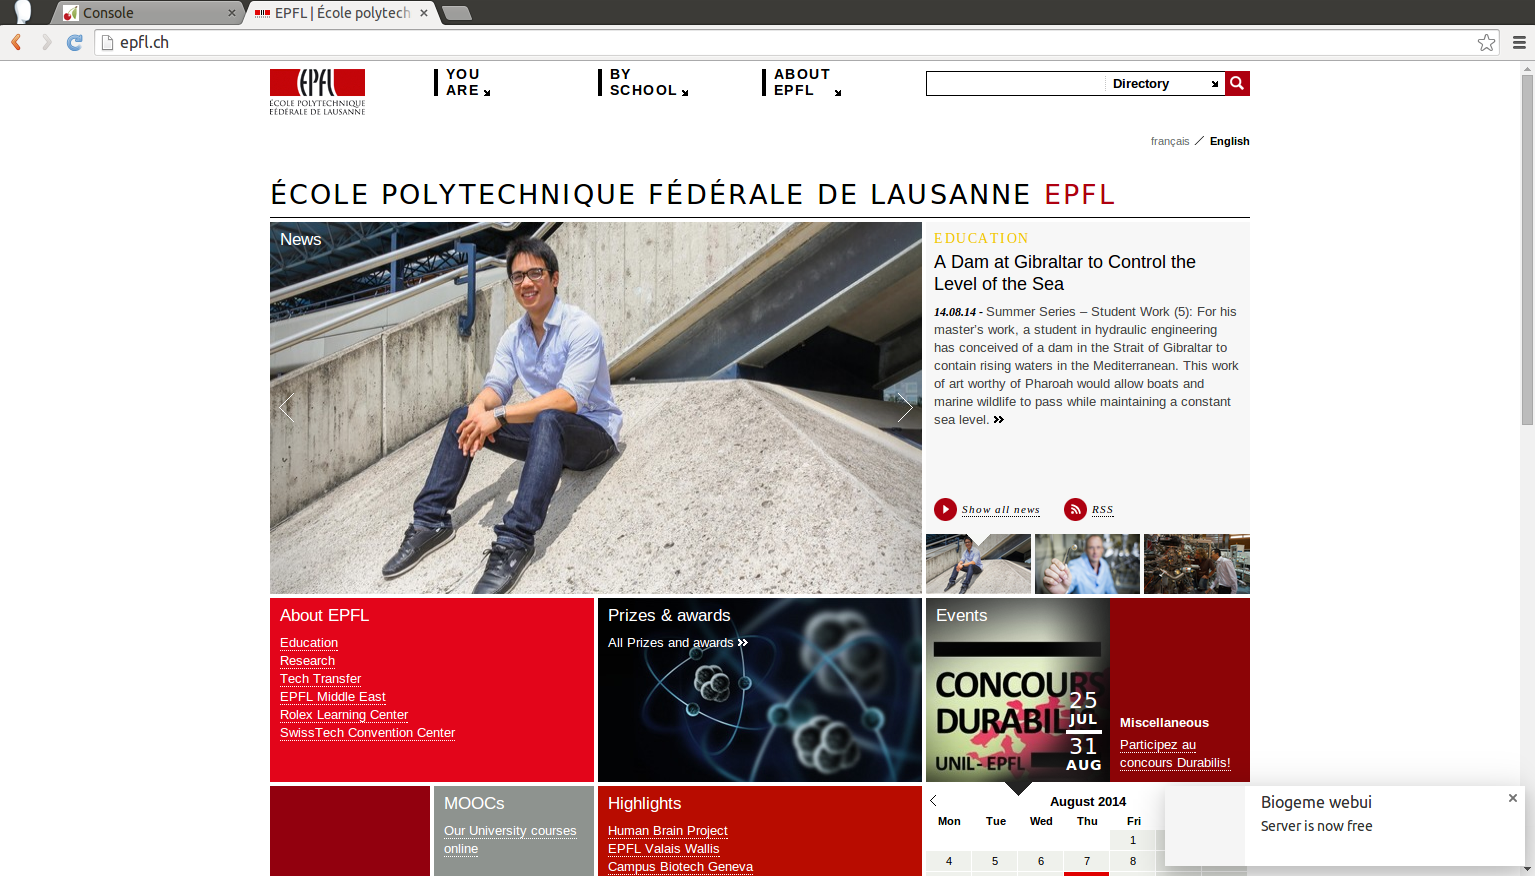 Console
EPFL | École polytech
epfl.ch
EPFL
ÉCOLE POLYTECHNIQUE
FÉDÉRALE DE LAUSANNE
YOU
ARE
BY
SCHOOL
ABOUT
EPFL
Directory
français / English
ÉCOLE POLYTECHNIQUE FÉDÉRALE DE LAUSANNE EPFL
News
EDUCATION
A Dam at Gibraltar to Control the
Level of the Sea
14.08.14 - Summer Series – Student Work (5): For his
master's work, a student in hydraulic engineering
has conceived of a dam in the Strait of Gibraltar to
contain rising waters in the Mediterranean. This work
of art worthy of Pharoah would allow boats and
marine wildlife to pass while maintaining a constant
sea level.
Show all news
RSS
About EPFL
Education
Research
Tech Transfer
EPFL Middle East
Rolex Learning Center
SwissTech Convention Center
Prizes & awards
All Prizes and awards
Events
CONCOURS
DURABIL
UNIL-EPFL
25
JUL
31
AUG
Miscellaneous
Participez au
concours Durabilis!
MOOCs
Our University courses
online
Highlights
Human Brain Project
EPFL Valais Wallis
Campus Biotech Geneva
August 2014
Mon Tue Wed Thu Fri
1
4 5 6 7 8
Biogeme webui
Server is now free